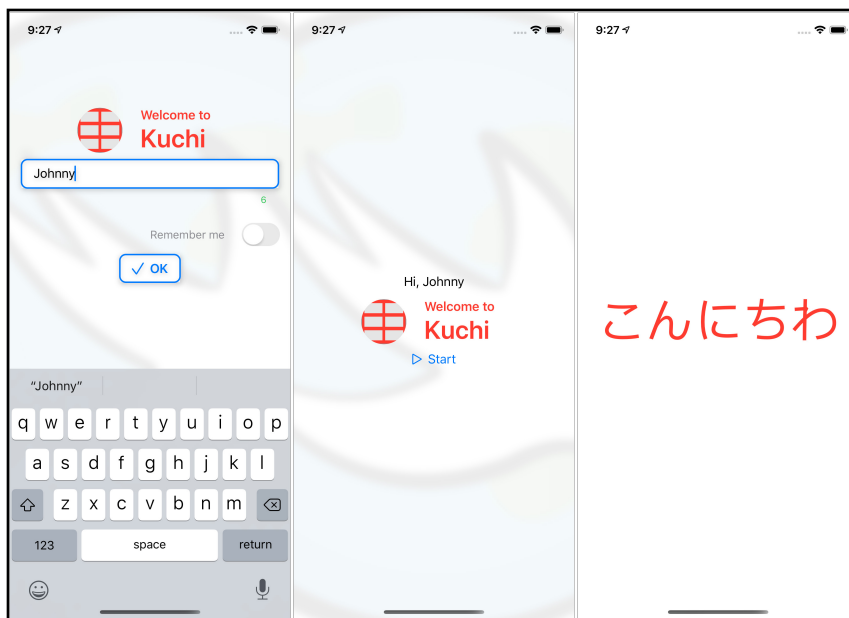 9:27
Welcome to
Kuchi
Johnny
6
Remember me
OK
“Johnny”
q w e r t y u i o p
a s d f g h j k l
z x c v b n m
123 space return
9:27
Hi, Johnny
Welcome to
Kuchi
Start
9:27
こんにちわ